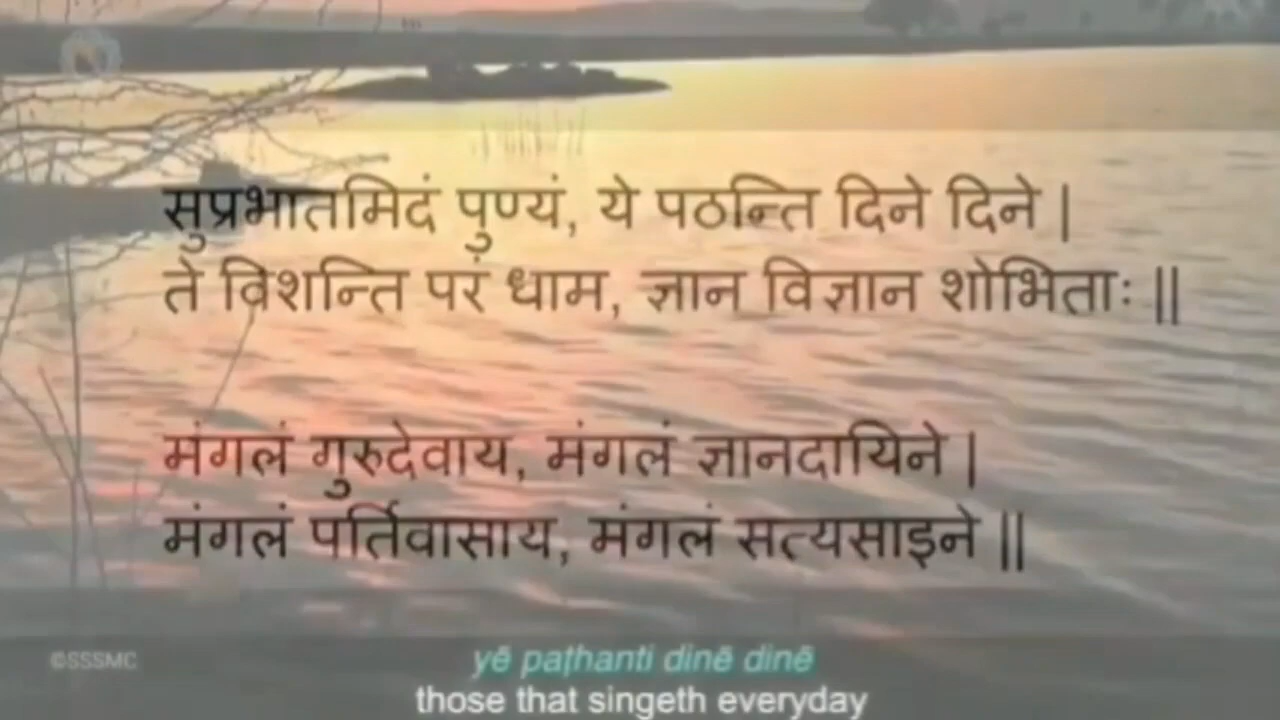 सुप्रभातमिदं पुण्यं, ये पठन्ति दिने दिने |
ते विशन्ति परं धाम, ज्ञान विज्ञान शोभिताः ||
मंगलं गुरुदेवाय, मंगलं ज्ञानदायिने |
मंगलं पर्तिवासाय, मंगलं सत्यसाइने ||
©SSSMC
yē paṭhanti dinē dinē
those that singeth everyday